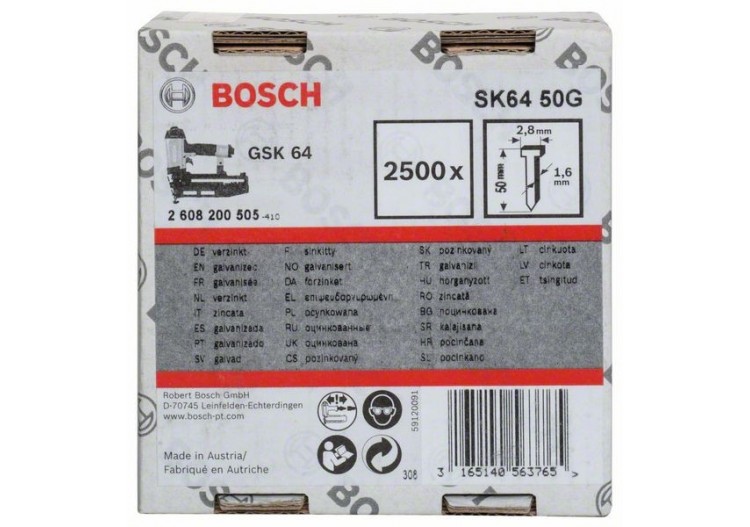 BOSCH
SK64 50G
GSK 64
2500 x
2,8 mm
50 mm
1,6 mm
2 608 200 505 -410
DE verzinkt
EN galvanized
FR galvanisée
NL verzinkt
IT zincata
ES galvanizada
PT galvanizado
SV galvad
FI sinkitty
NO galvanisert
DA forzinket
EL επιψευδαργυρωμένη
PL ocynkowana
RU оцинкованные
UK оцинкована
CS pozinkovaný
SK pozinkovaný
TR galvanizli
HU horganyzott
RO zincată
BG поцинкована
SR kalajisana
HR pocinčane
SL pocinkano
LT cinkuota
LV cinkota
ET tsingitud
Robert Bosch GmbH
D-70745 Leinfelden-Echterdingen
www.bosch-pt.com
Made in Austria/
Fabriqué en Autriche
59120091
308
3 165140 563765 >